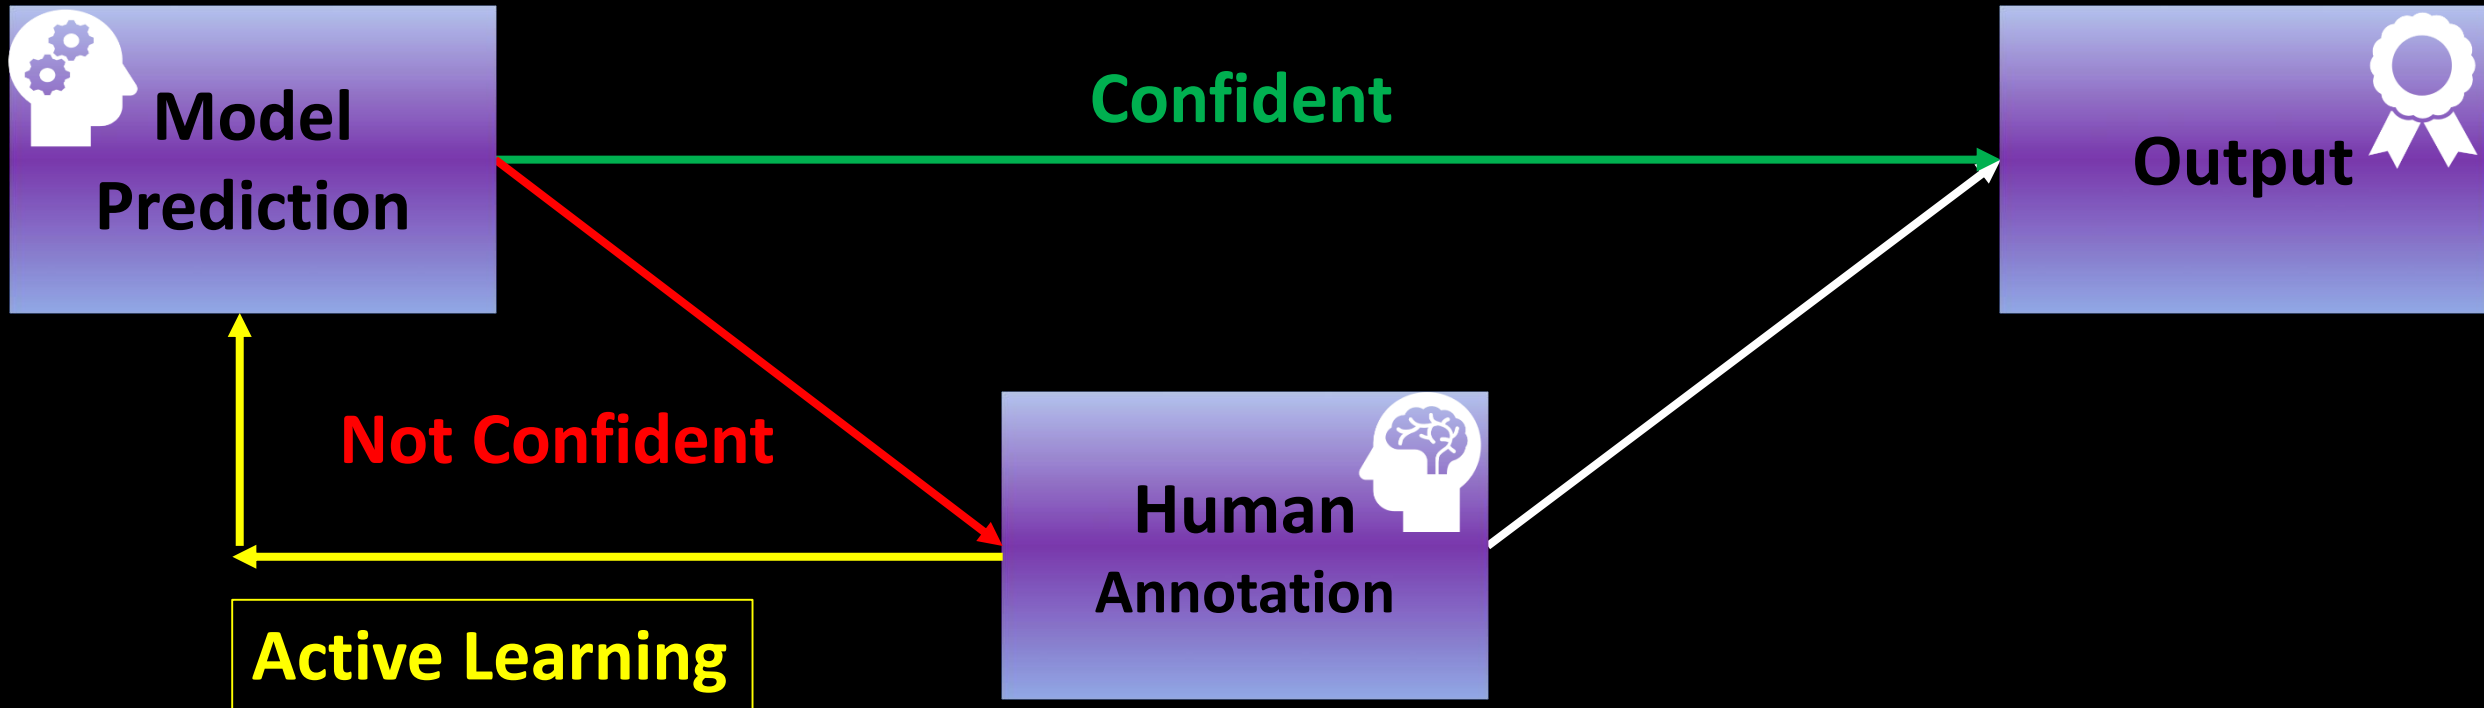 Model
Prediction
Confident
Output
Not Confident
Human
Annotation
Active Learning